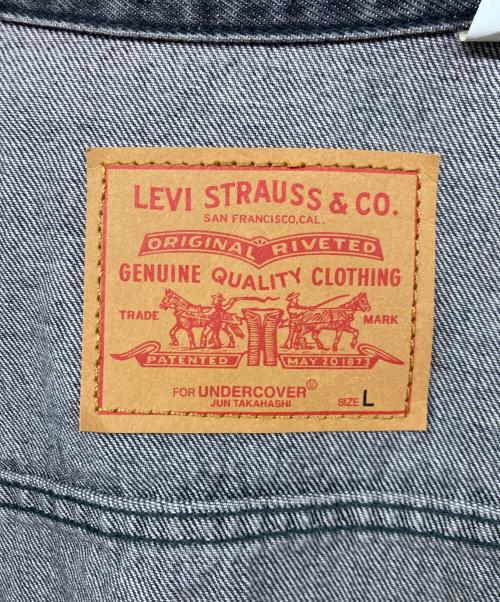 LEVI STRAUSS & CO.
SAN FRANCISCO,CAL.
ORIGINAL RIVETED
GENUINE QUALITY CLOTHING
TRADE MARK
PATENTED MAY 20 1873
FOR UNDERCOVER Ⓤ
JUN TAKAHASHI
SIZE L